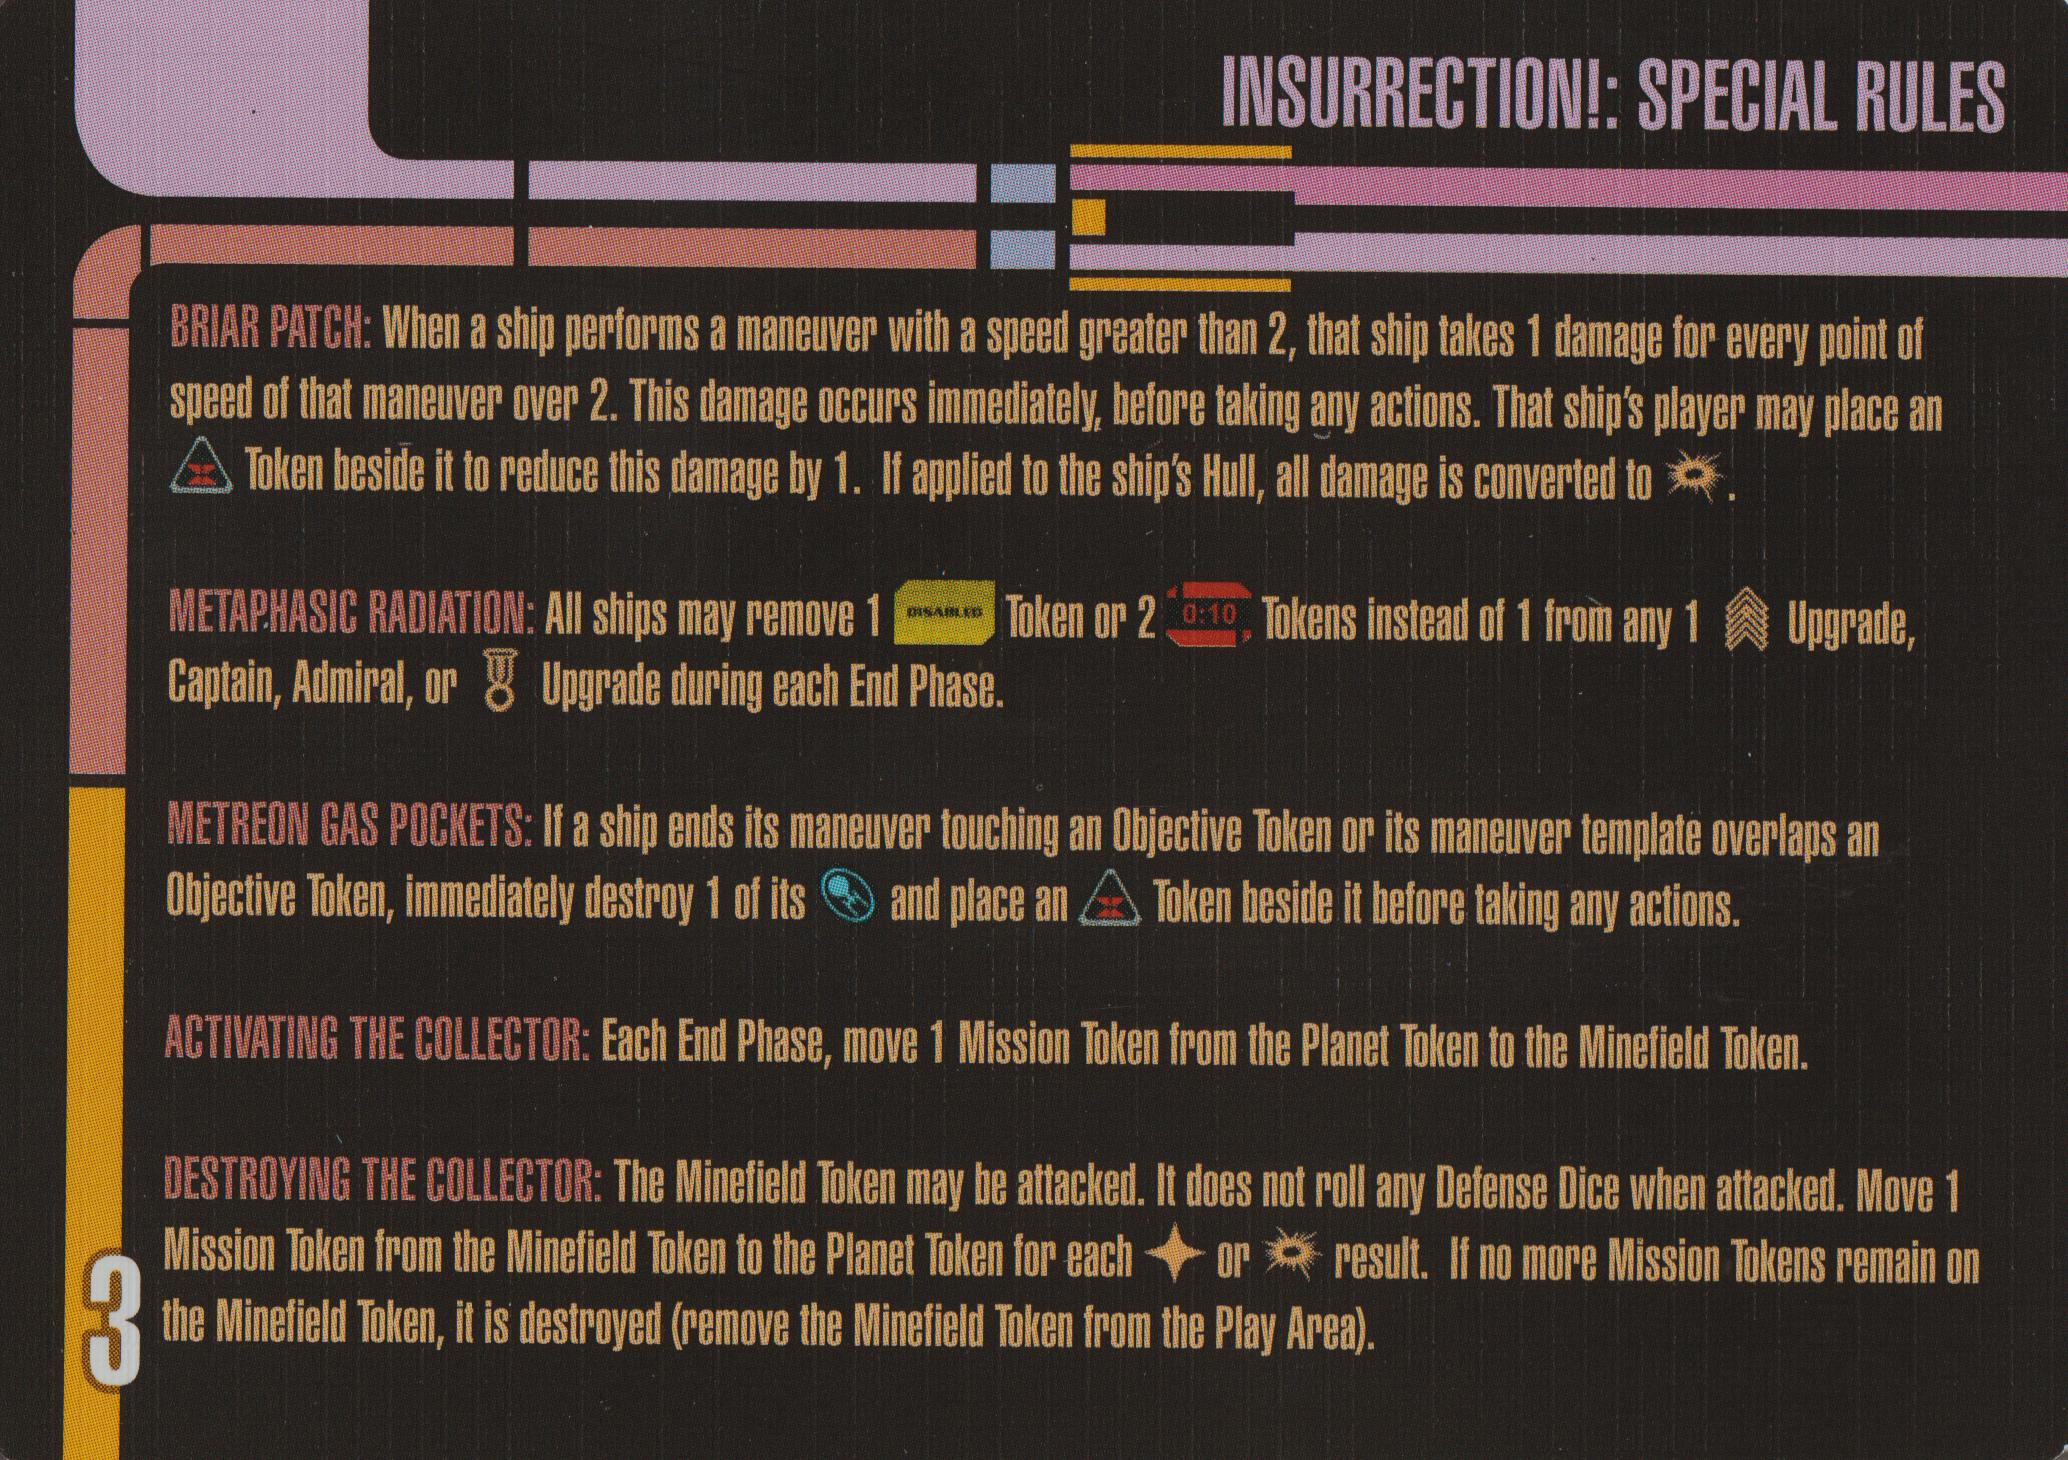 INSURRECTION!: SPECIAL RULES
BRIAR PATCH: When a ship performs a maneuver with a speed greater than 2, that ship takes 1 damage for every point of
speed of that maneuver over 2. This damage occurs immediately, before taking any actions. That ship's player may place an
Token beside it to reduce this damage by 1. If applied to the ship's Hull, all damage is converted to .
METAPHASIC RADIATION: All ships may remove 1 DISABLED Token or 2 0:10 Tokens instead of 1 from any 1 Upgrade,
Captain, Admiral, or Upgrade during each End Phase.
METREON GAS POCKETS: If a ship ends its maneuver touching an Objective Token or its maneuver template overlaps an
Objective Token, immediately destroy 1 of its and place an Token beside it before taking any actions.
ACTIVATING THE COLLECTOR: Each End Phase, move 1 Mission Token from the Planet Token to the Minefield Token.
DESTROYING THE COLLECTOR: The Minefield Token may be attacked. It does not roll any Defense Dice when attacked. Move 1
Mission Token from the Minefield Token to the Planet Token for each or result. If no more Mission Tokens remain on
the Minefield Token, it is destroyed (remove the Minefield Token from the Play Area).
3